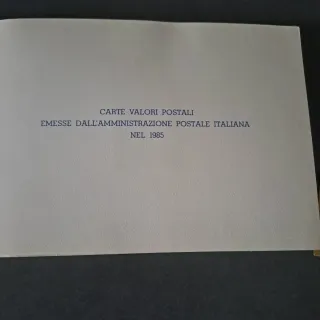 CARTE VALORI POSTALI
EMESSE DALL'AMMINISTRAZIONE POSTALE ITALIANA
NEL 1985